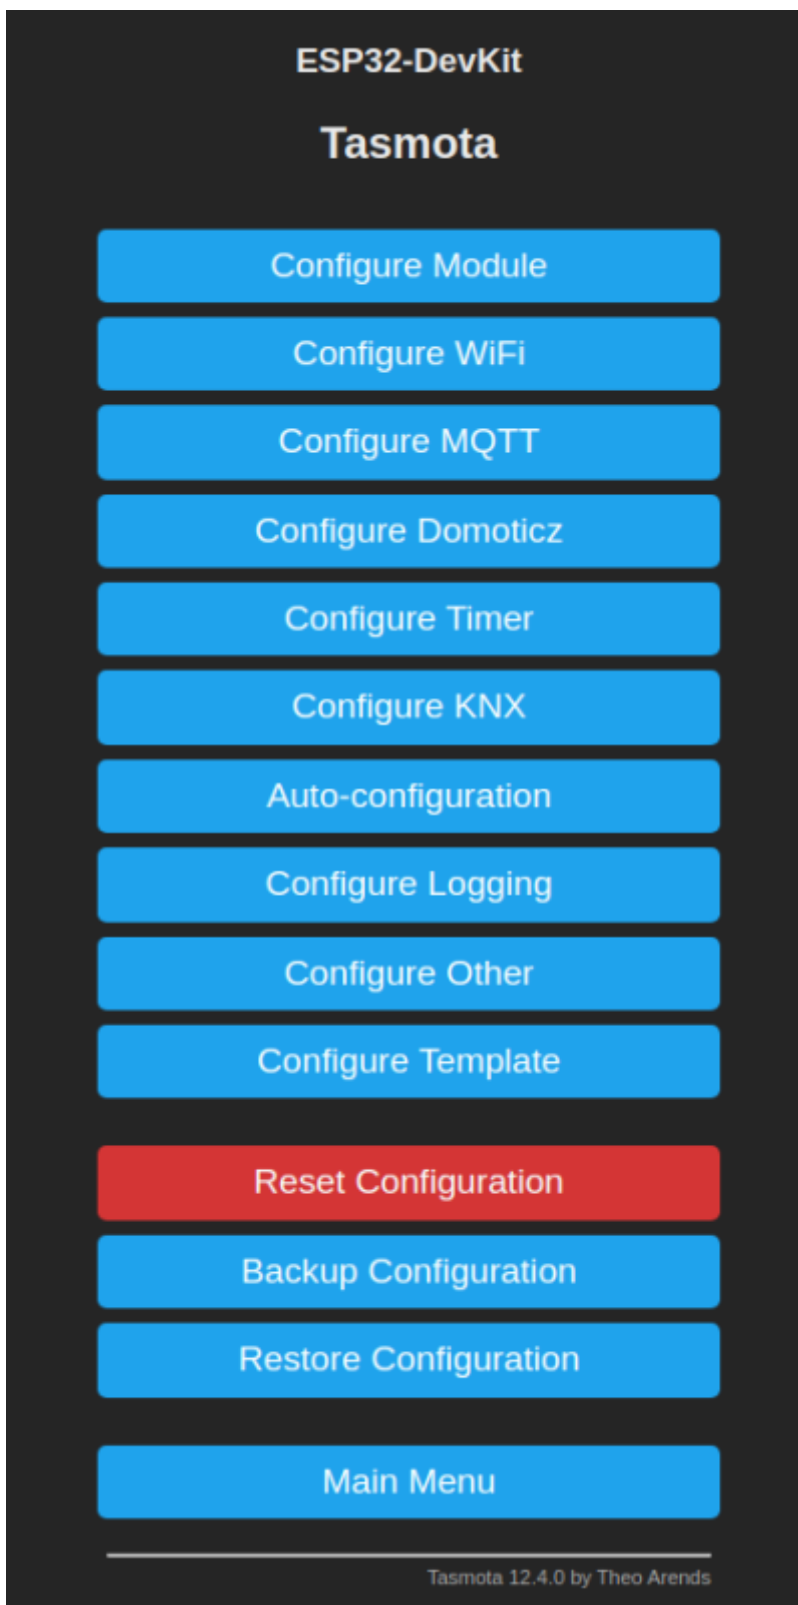 ESP32-DevKit
Tasmota
Configure Module
Configure WiFi
Configure MQTT
Configure Domoticz
Configure Timer
Configure KNX
Auto-configuration
Configure Logging
Configure Other
Configure Template
Reset Configuration
Backup Configuration
Restore Configuration
Main Menu
Tasmota 12.4.0 by Theo Arends